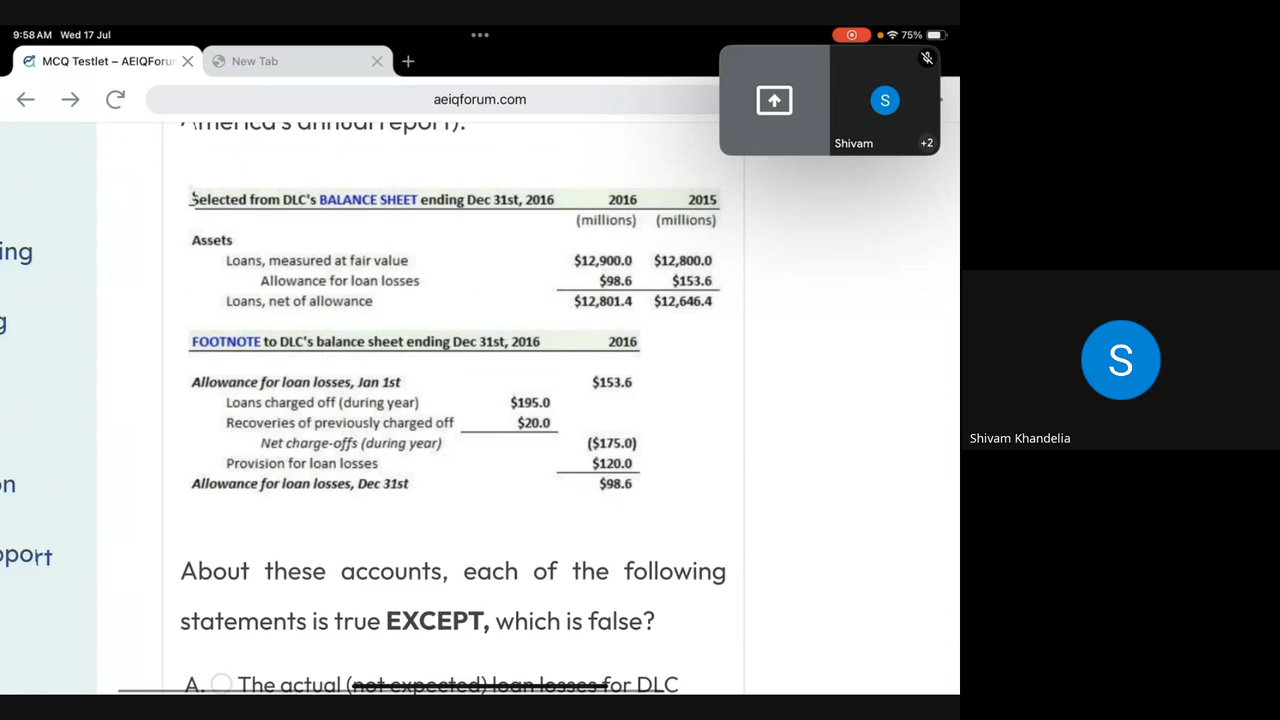 9:58 AM Wed 17 Jul
75%
MCQ Testlet – AEIQForu
New Tab
aeiqforum.com
S
Shivam
+2
America's annual report).
Selected from DLC's BALANCE SHEET ending Dec 31st, 2016 2016 2015
(millions) (millions)
Assets
Loans, measured at fair value $12,900.0 $12,800.0
Allowance for loan losses $98.6 $153.6
Loans, net of allowance $12,801.4 $12,646.4
FOOTNOTE to DLC's balance sheet ending Dec 31st, 2016 2016
Allowance for loan losses, Jan 1st $153.6
Loans charged off (during year) $195.0
Recoveries of previously charged off $20.0
Net charge-offs (during year) ($175.0)
Provision for loan losses $120.0
Allowance for loan losses, Dec 31st $98.6
About these accounts, each of the following
statements is true EXCEPT, which is false?
A. The actual (not expected) loan losses for DLC
ing
g
on
pport
S
Shivam Khandelia